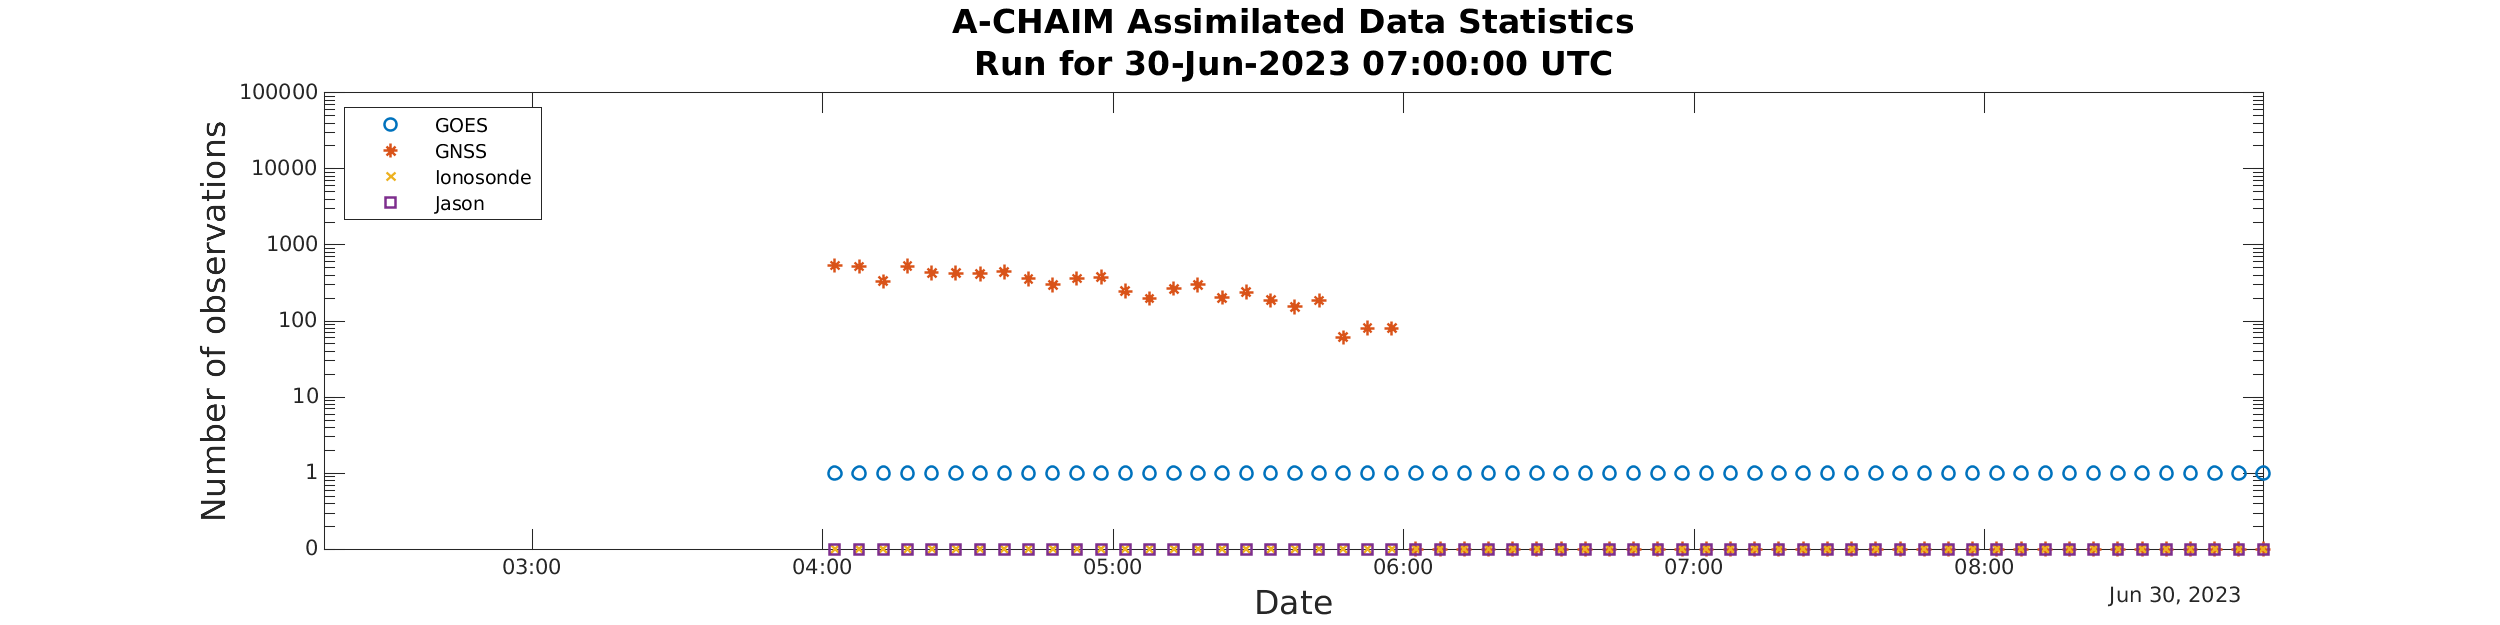 A-CHAIM Assimilated Data Statistics
Run for 30-Jun-2023 07:00:00 UTC
Number of observations
100000
10000
1000
100
10
1
0
GOES
GNSS
Ionosonde
Jason
03:00 04:00 05:00 06:00 07:00 08:00
Date
Jun 30, 2023